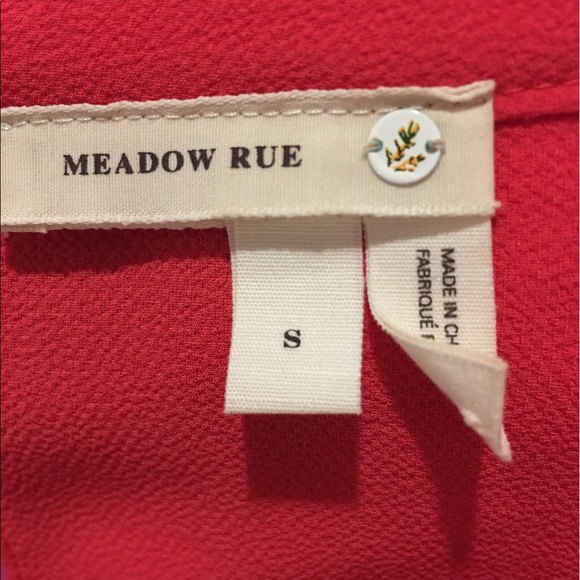 MEADOW RUE
S
MADE IN CH
FABRIQUÉ